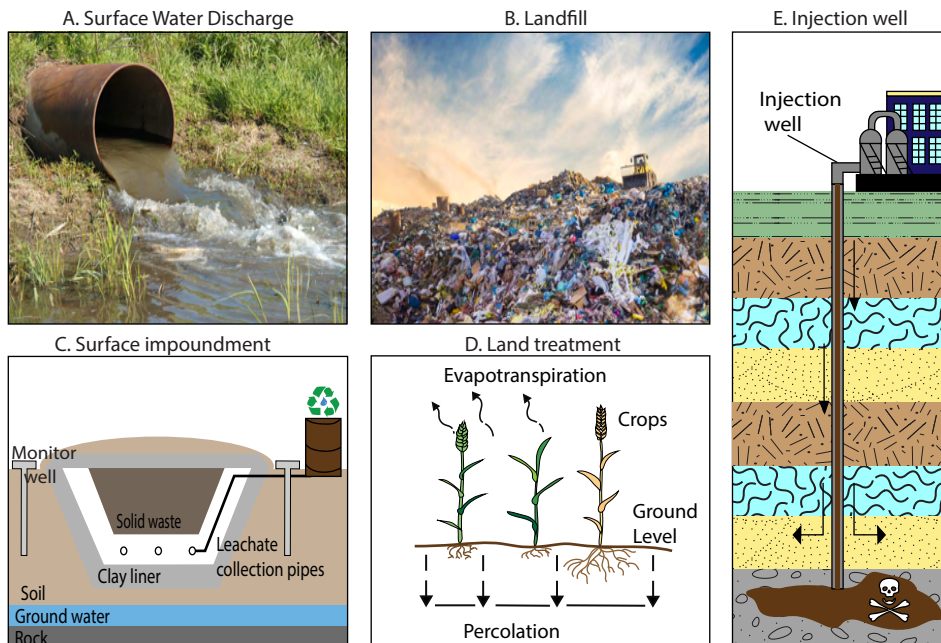 A. Surface Water Discharge
B. Landfill
E. Injection well
Injection
well
C. Surface impoundment
Monitor
well
Solid waste
Clay liner
Leachate
collection pipes
Soil
Ground water
Rock
D. Land treatment
Evapotranspiration
Crops
Ground
Level
Percolation